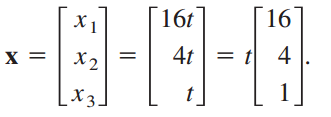 x = [x₁ x₂ x₃] = [16t 4t t] = t[16 4 1].